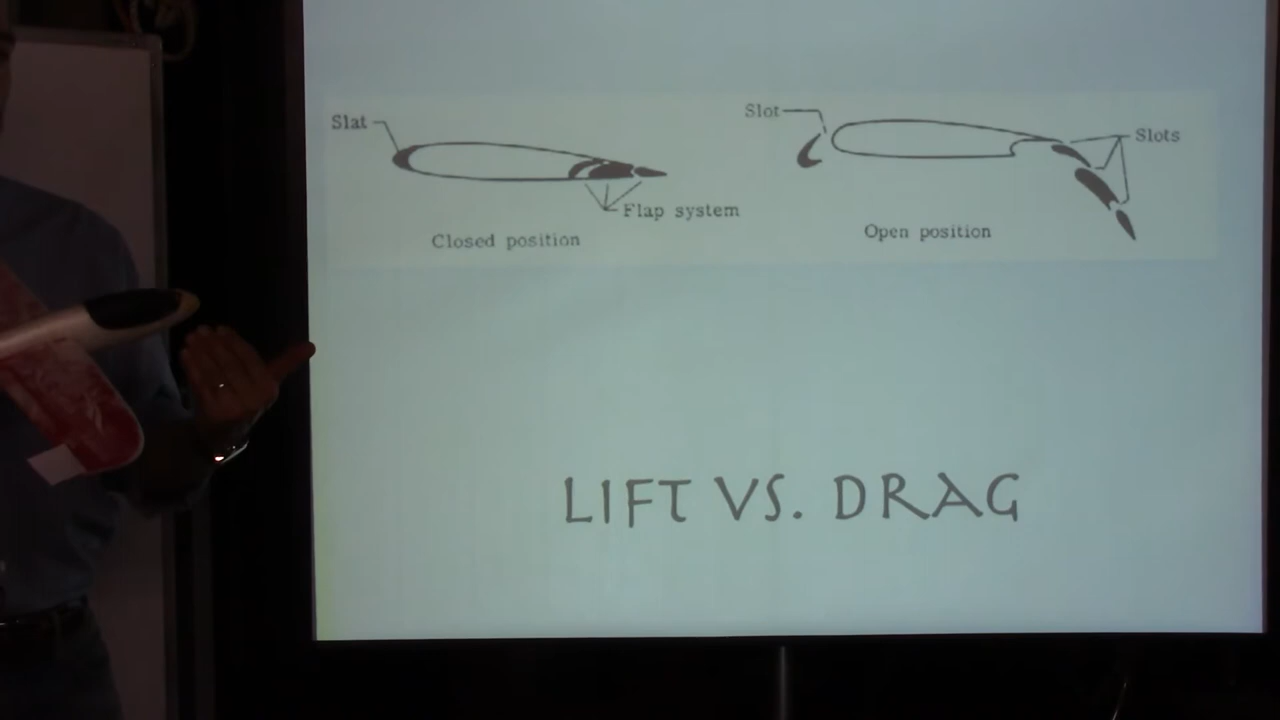 Slat
Flap system
Closed position
Slot
Slots
Open position
LIFT VS. DRAG